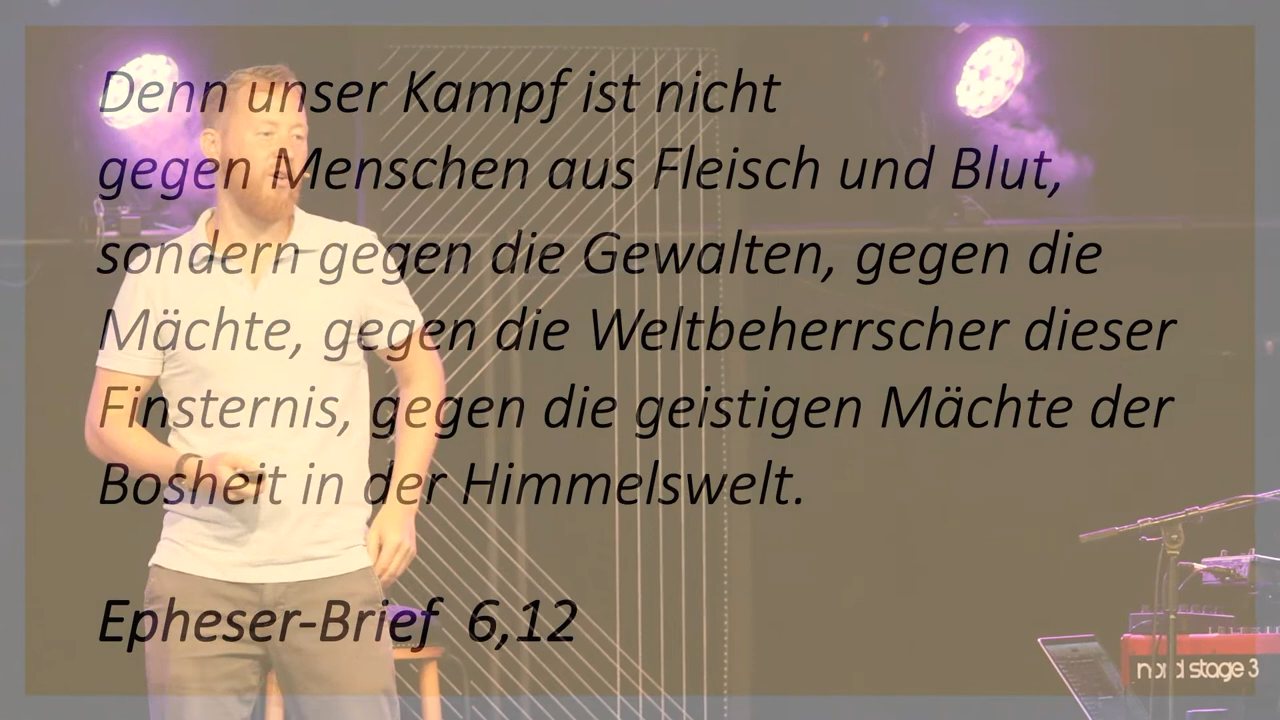 Denn unser Kampf ist nicht
gegen Menschen aus Fleisch und Blut,
sondern gegen die Gewalten, gegen die
Mächte, gegen die Weltbeherrscher dieser
Finsternis, gegen die geistigen Mächte der
Bosheit in der Himmelswelt.
Epheser-Brief 6,12
nord stage 3